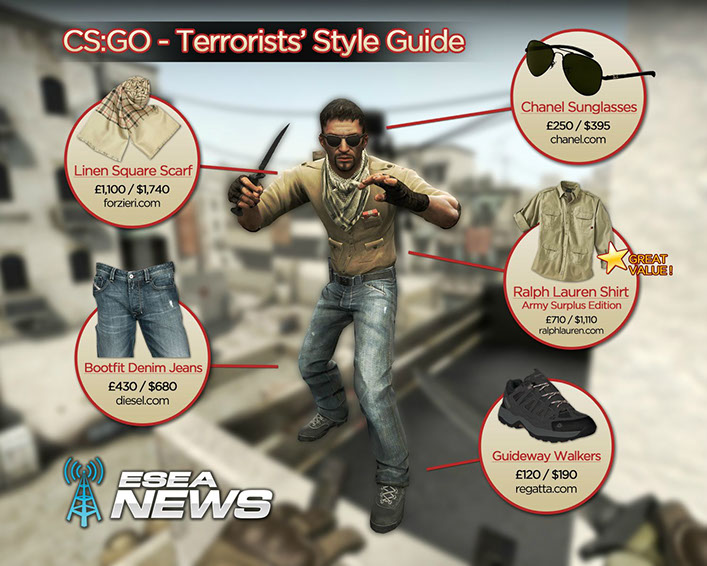 CS:GO - Terrorists' Style Guide
Linen Square Scarf
£1,100 / $1,740
forzieri.com
Chanel Sunglasses
£250 / $395
chanel.com
GREAT
VALUE!
Ralph Lauren Shirt
Army Surplus Edition
£710 / $1,110
ralphlauren.com
Bootfit Denim Jeans
£430 / $680
diesel.com
Guideway Walkers
£120 / $190
regatta.com
ESEA
NEWS